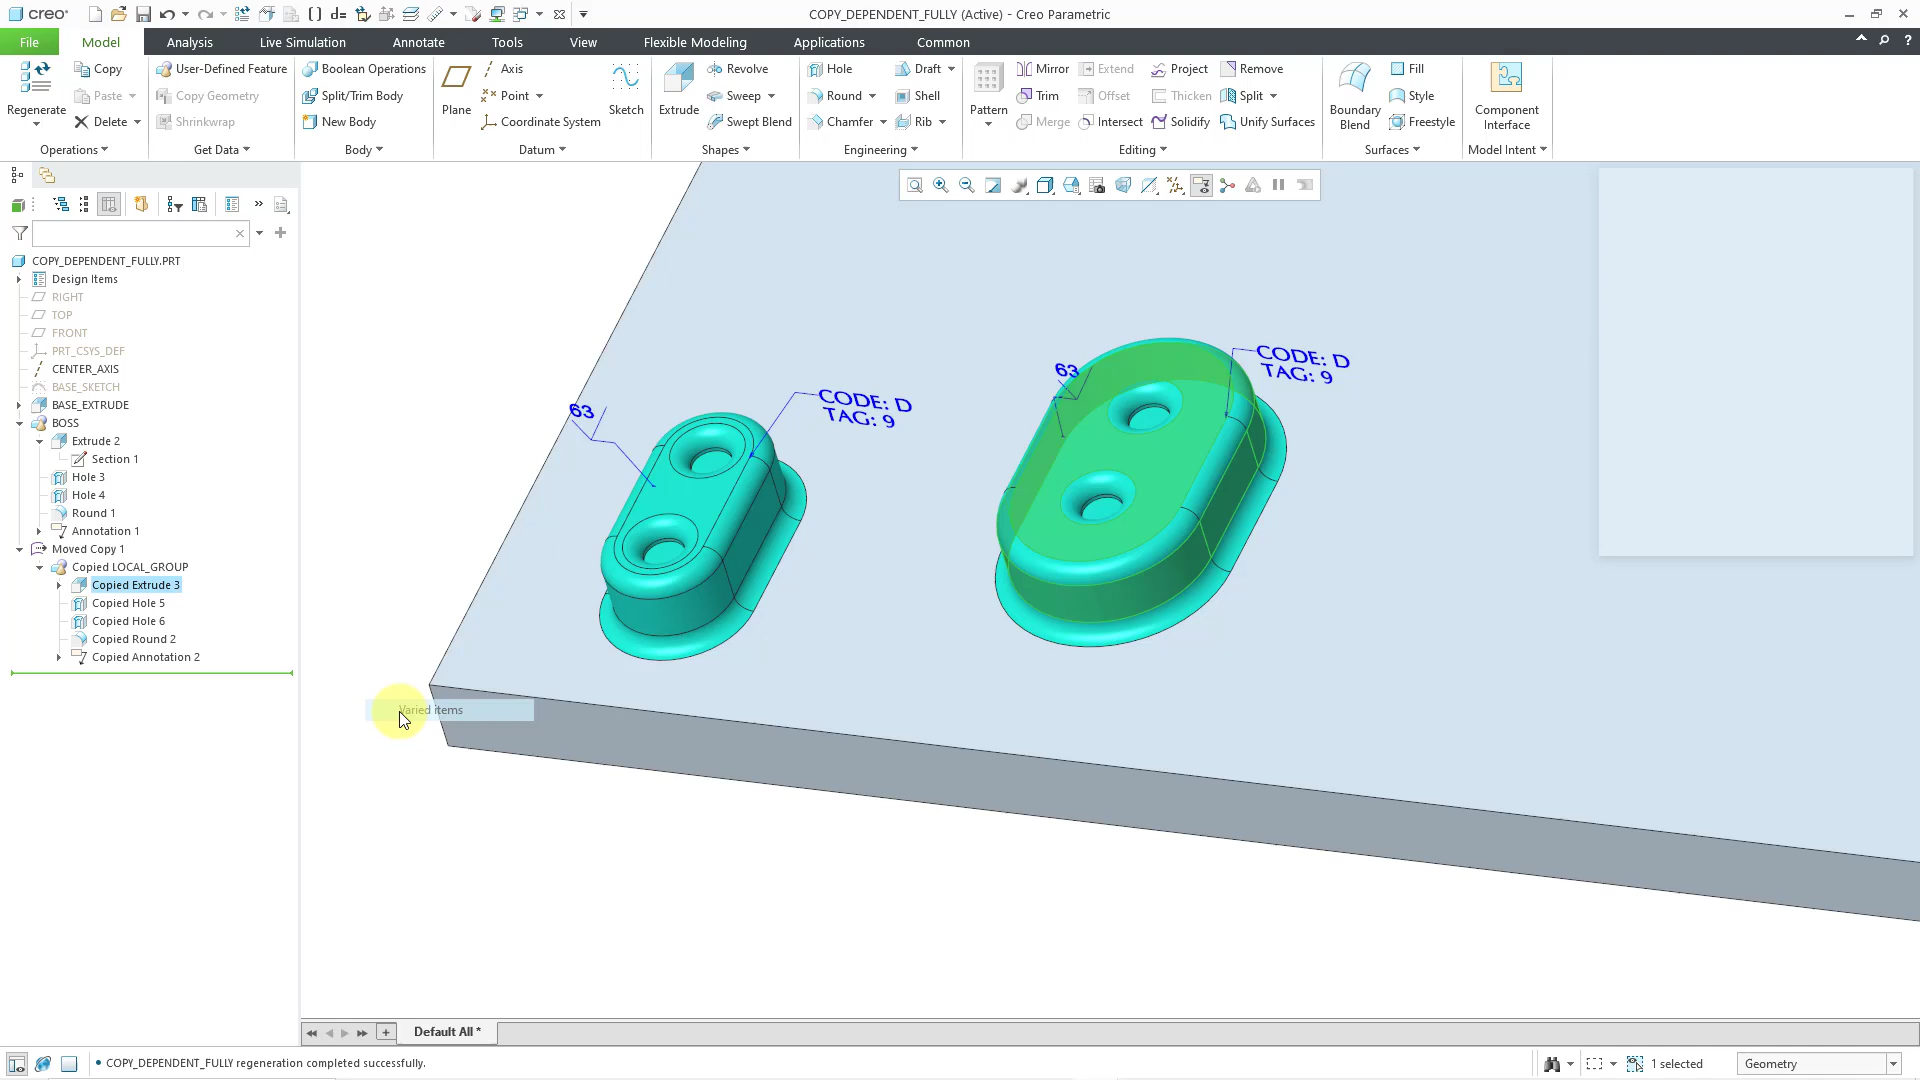 creo
COPY_DEPENDENT_FULLY (Active) - Creo Parametric
File
Model
Analysis
Live Simulation
Annotate
Tools
View
Flexible Modeling
Applications
Common
Regenerate
Copy
Paste
Delete
Operations
User-Defined Feature
Copy Geometry
Shrinkwrap
Get Data
Boolean Operations
Split/Trim Body
New Body
Body
Plane
Axis
Point
Coordinate System
Sketch
Datum
Extrude
Revolve
Sweep
Swept Blend
Shapes
Hole
Round
Chamfer
Draft
Shell
Rib
Engineering
Pattern
Mirror
Trim
Merge
Extend
Offset
Intersect
Project
Thicken
Solidify
Remove
Split
Unify Surfaces
Editing
Boundary
Blend
Fill
Style
Freestyle
Surfaces
Component
Interface
Model Intent
COPY_DEPENDENT_FULLY.PRT
Design Items
RIGHT
TOP
FRONT
PRT_CSYS_DEF
CENTER_AXIS
BASE_SKETCH
BASE_EXTRUDE
BOSS
Extrude 2
Section 1
Hole 3
Hole 4
Round 1
Annotation 1
Moved Copy 1
Copied LOCAL_GROUP
Copied Extrude 3
Copied Hole 5
Copied Hole 6
Copied Round 2
Copied Annotation 2
63
CODE: D
TAG: 9
63
CODE: D
TAG: 9
Varied items
Default All *
• COPY_DEPENDENT_FULLY regeneration completed successfully.
1 selected
Geometry